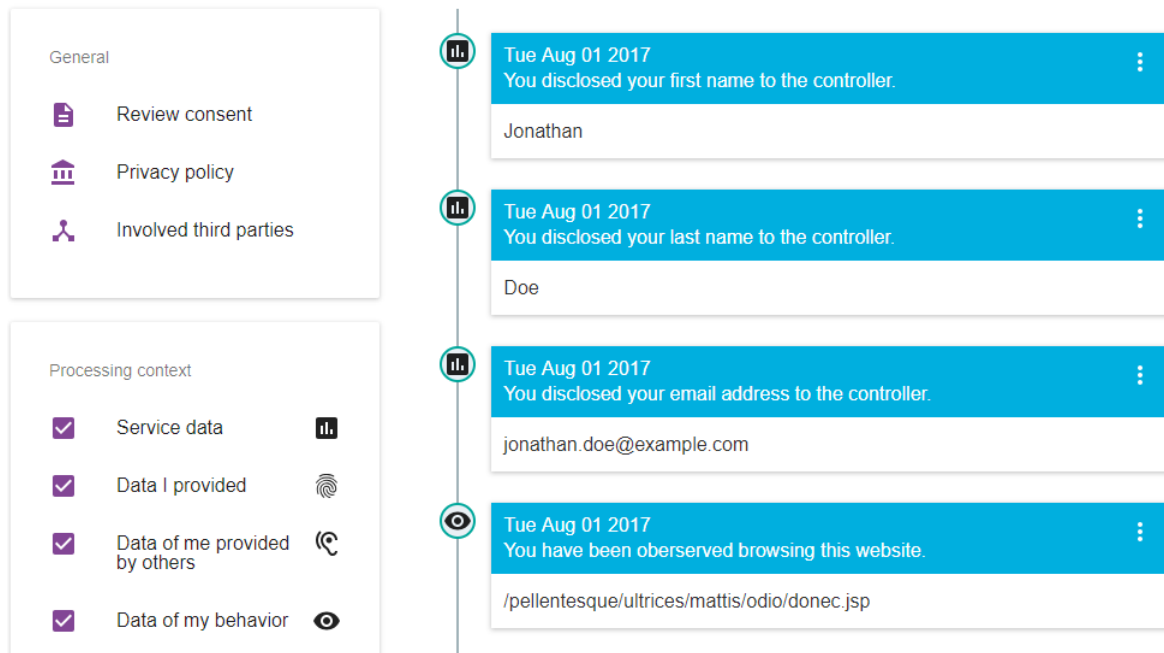 General
Review consent
Privacy policy
Involved third parties
Processing context
Service data
Data I provided
Data of me provided
by others
Data of my behavior
Tue Aug 01 2017
You disclosed your first name to the controller.
Jonathan
Tue Aug 01 2017
You disclosed your last name to the controller.
Doe
Tue Aug 01 2017
You disclosed your email address to the controller.
jonathan.doe@example.com
Tue Aug 01 2017
You have been oberserved browsing this website.
/pellentesque/ultrices/mattis/odio/donec.jsp